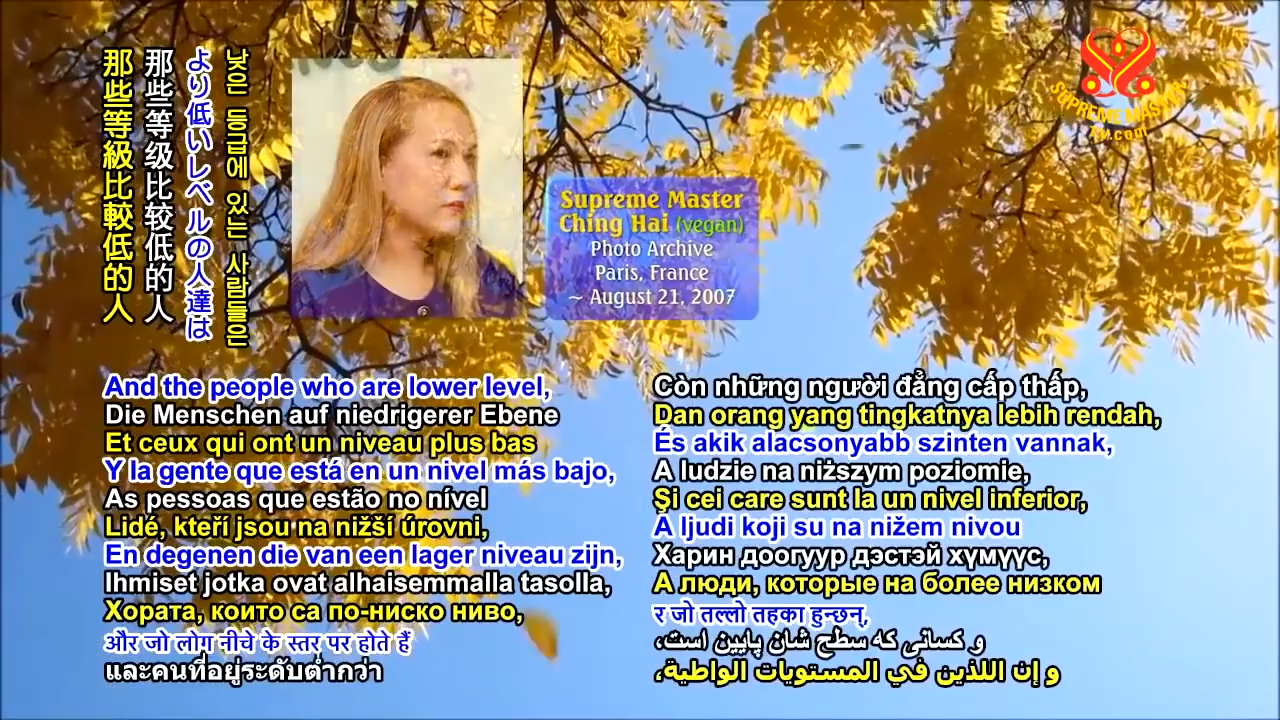 那些等級比較低的人
那些等级比较低的人
より低いレベルの人達は
낮은 등급에 있는 사람들은
SUPREME MASTER
TV.com
Supreme Master
Ching Hai (vegan)
Photo Archive
Paris, France
~ August 21, 2007
And the people who are lower level,
Die Menschen auf niedrigerer Ebene
Et ceux qui ont un niveau plus bas
Y la gente que está en un nivel más bajo,
As pessoas que estão no nível
Lidé, kteří jsou na nižší úrovni,
En degenen die van een lager niveau zijn,
Ihmiset jotka ovat alhaisemmalla tasolla,
Хората, които са по-ниско ниво,
और जो लोग नीचे के स्तर पर होते हैं
และคนที่อยู่ระดับต่ำกว่า
Còn những người đẳng cấp thấp,
Dan orang yang tingkatnya lebih rendah,
És akik alacsonyabb szinten vannak,
A ludzie na niższym poziomie,
Şi cei care sunt la un nivel inferior,
A ljudi koji su na nižem nivou
Харин доогуур дэстэй хүмүүс,
А люди, которые на более низком
र जो तल्लो तहका हुन्छन्,
و کسانی که سطح شان پایین است،
و إن اللذين في المستويات الواطية،